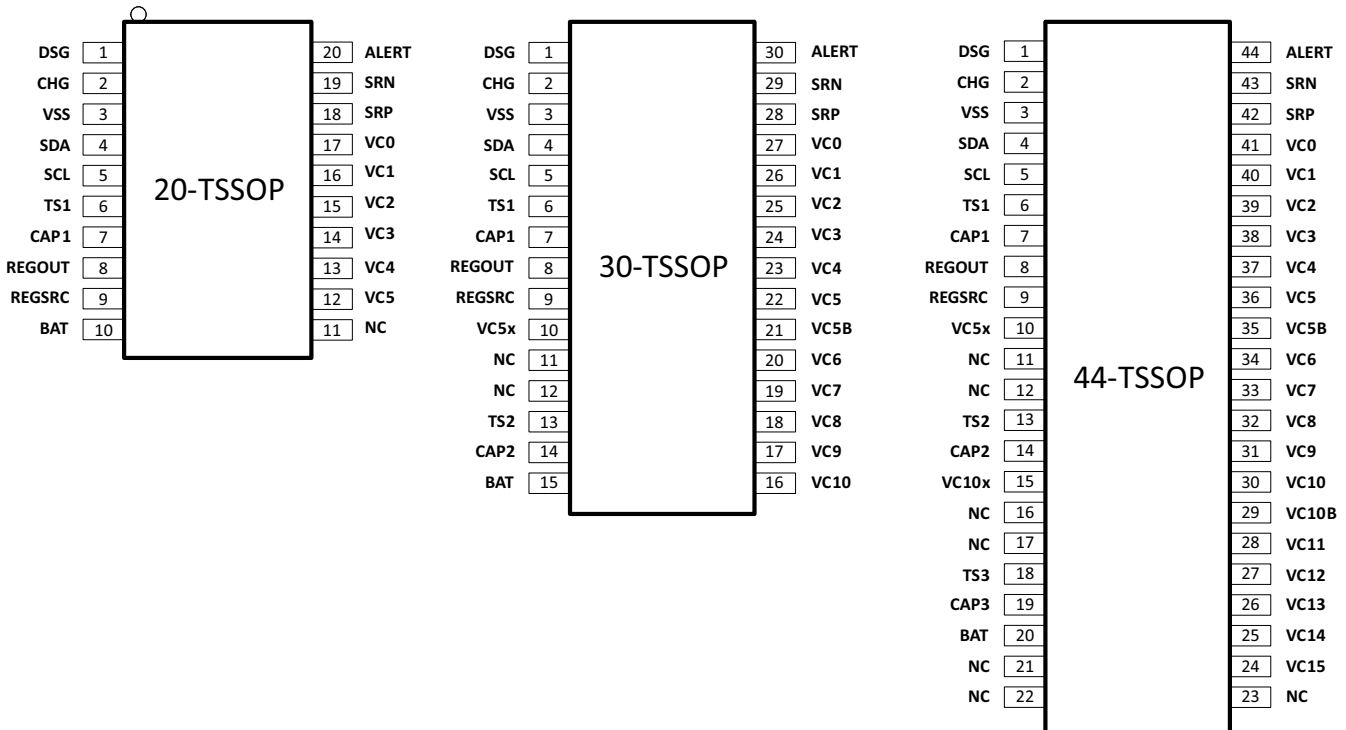 DSG 1 20 ALERT
CHG 2 19 SRN
VSS 3 18 SRP
SDA 4 17 VC0
SCL 5 16 VC1
TS1 6 15 VC2
CAP1 7 14 VC3
REGOUT 8 13 VC4
REGSRC 9 12 VC5
BAT 10 11 NC
20-TSSOP
DSG 1 30 ALERT
CHG 2 29 SRN
VSS 3 28 SRP
SDA 4 27 VC0
SCL 5 26 VC1
TS1 6 25 VC2
CAP1 7 24 VC3
REGOUT 8 23 VC4
REGSRC 9 22 VC5
VC5x 10 21 VC5B
NC 11 20 VC6
NC 12 19 VC7
TS2 13 18 VC8
CAP2 14 17 VC9
BAT 15 16 VC10
30-TSSOP
DSG 1 44 ALERT
CHG 2 43 SRN
VSS 3 42 SRP
SDA 4 41 VC0
SCL 5 40 VC1
TS1 6 39 VC2
CAP1 7 38 VC3
REGOUT 8 37 VC4
REGSRC 9 36 VC5
VC5x 10 35 VC5B
NC 11 34 VC6
NC 12 33 VC7
TS2 13 32 VC8
CAP2 14 31 VC9
VC10x 15 30 VC10
NC 16 29 VC10B
NC 17 28 VC11
TS3 18 27 VC12
CAP3 19 26 VC13
BAT 20 25 VC14
NC 21 24 VC15
NC 22 23 NC
44-TSSOP